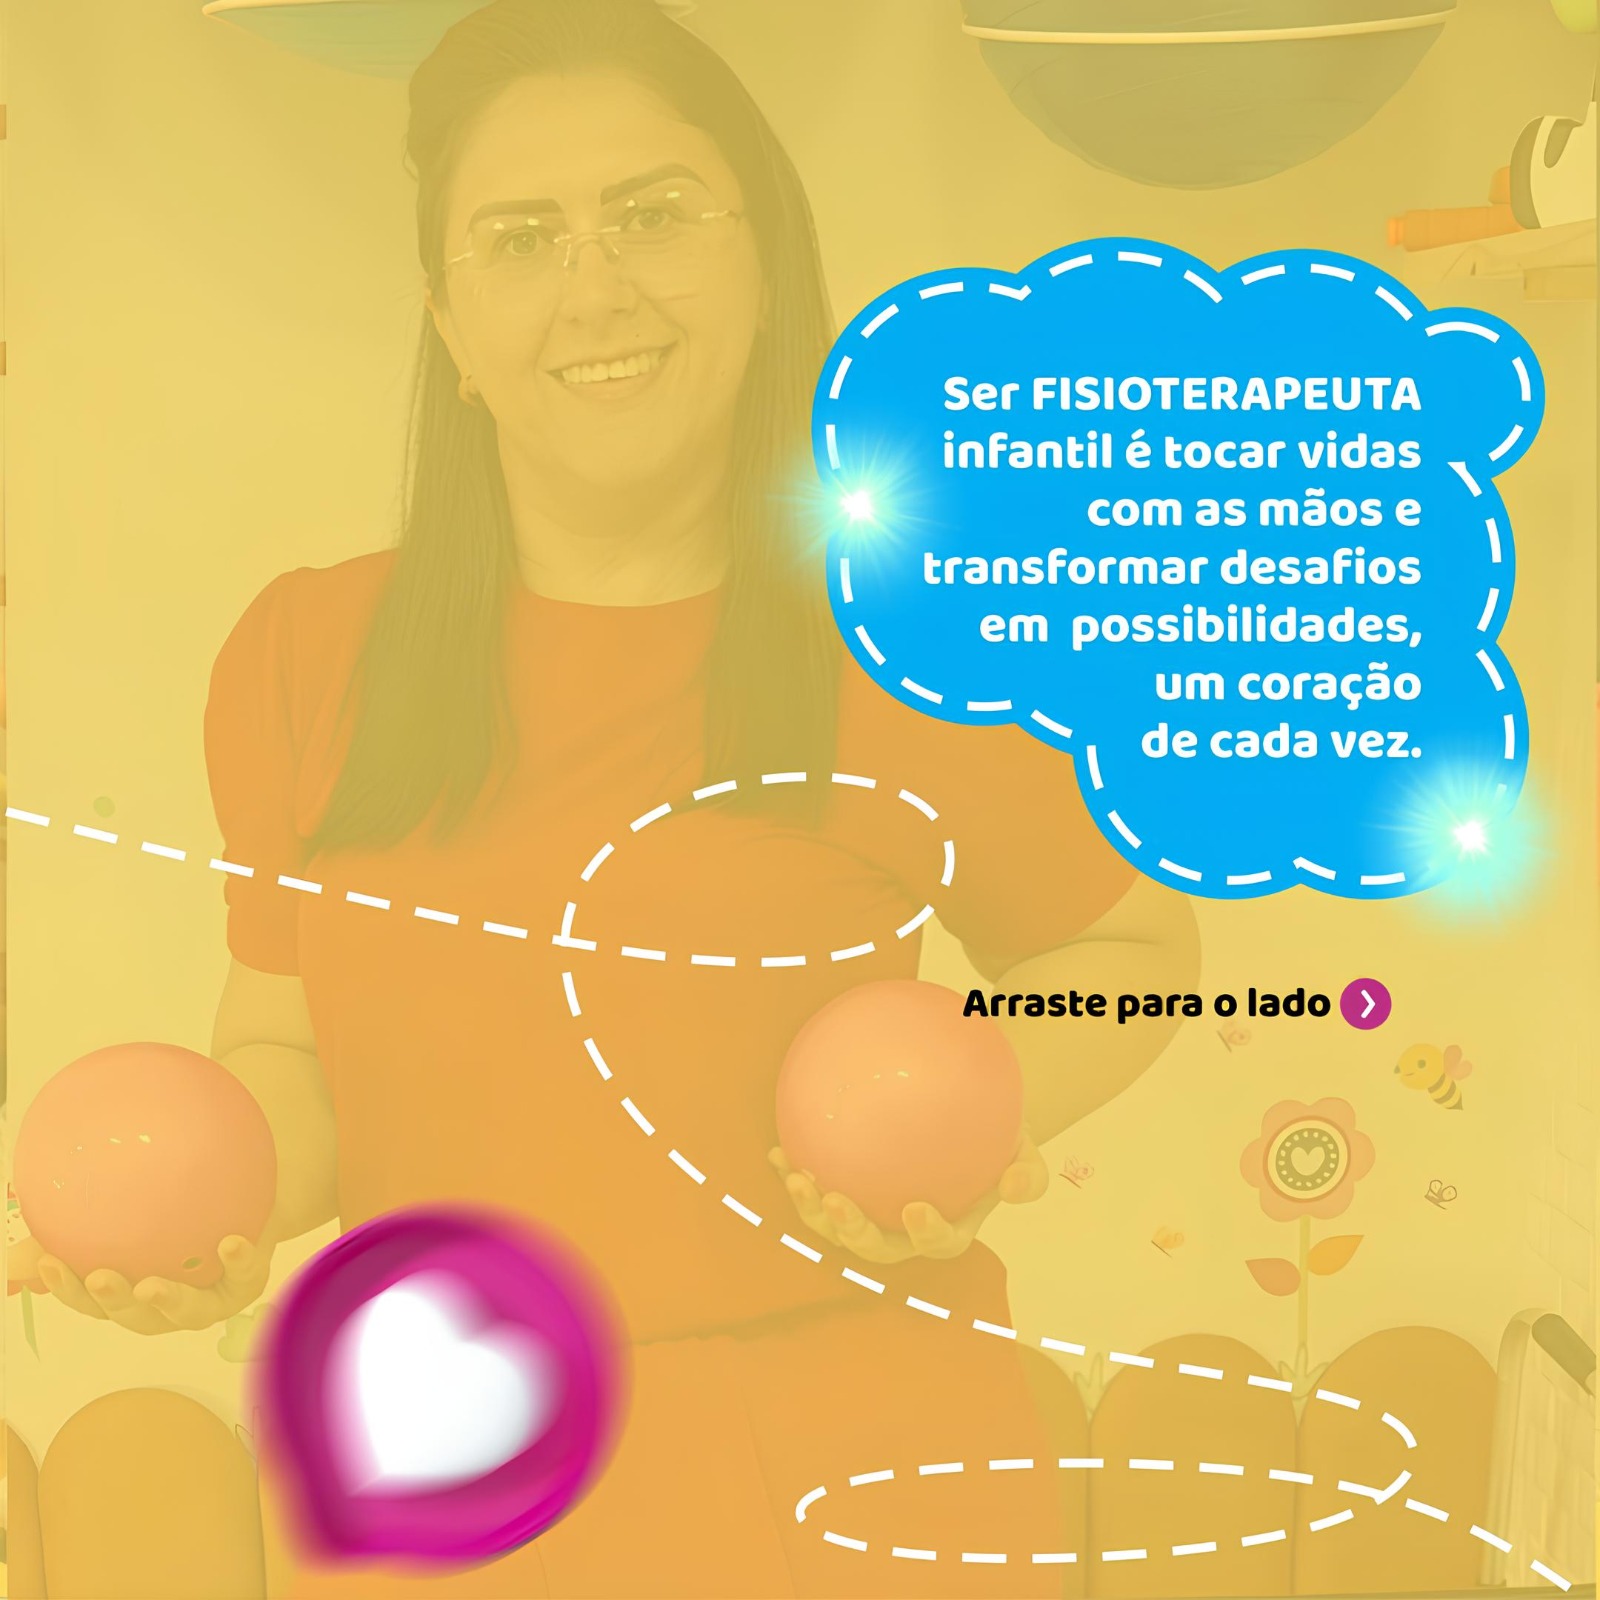 Ser FISIOTERAPEUTA
infantil é tocar vidas
com as mãos e
transformar desafios
em possibilidades,
um coração
de cada vez.
Arraste para o lado